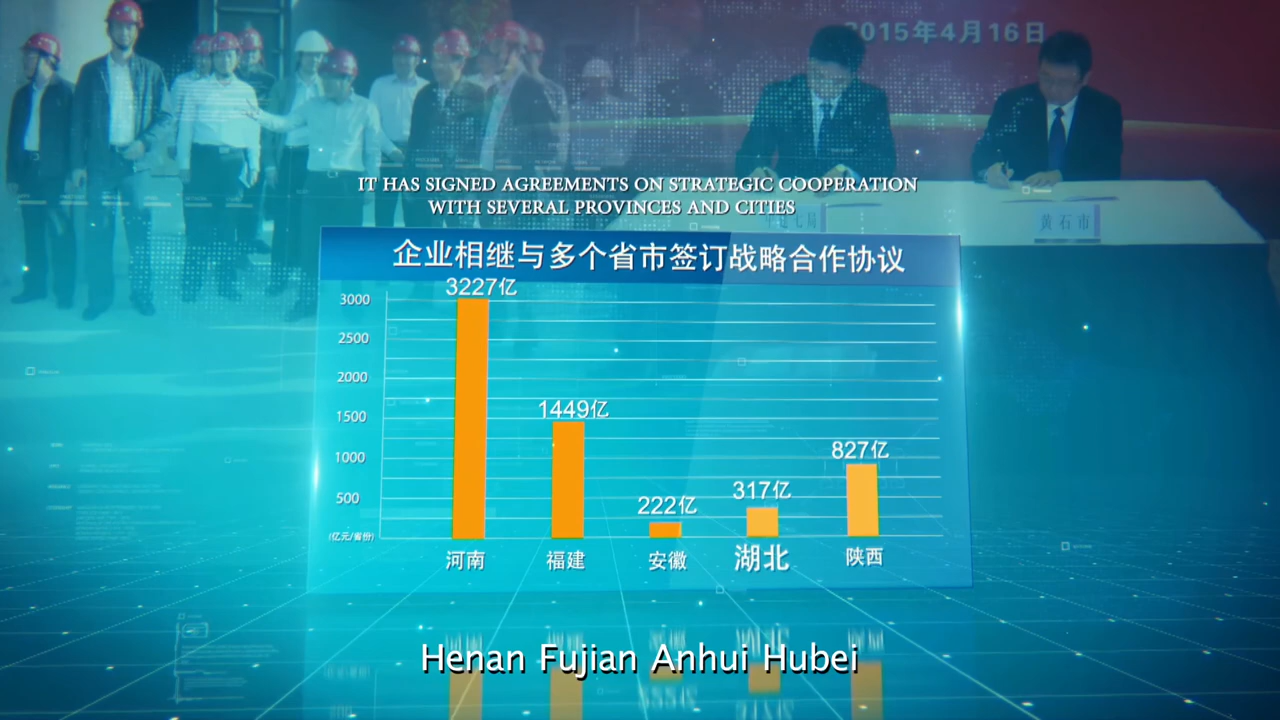 2015年4月16日
IT HAS SIGNED AGREEMENTS ON STRATEGIC COOPERATION
WITH SEVERAL PROVINCES AND CITIES
黄石市
企业相继与多个省市签订战略合作协议
3227亿
3000
2500
2000
1449亿
1500
827亿
1000
317亿
222亿
500
(亿元/省份)
河南 福建 安徽 湖北 陕西
Henan Fujian Anhui Hubei